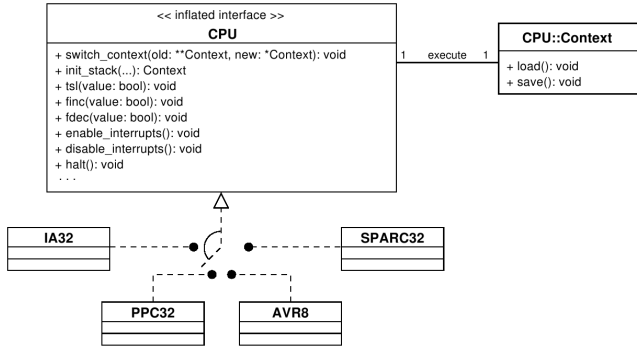 << inflated interface >>
CPU
+ switch_context(old: **Context, new: *Context): void
+ init_stack(...): Context
+ tsl(value: bool): void
+ finc(value: bool): void
+ fdec(value: bool): void
+ enable_interrupts(): void
+ disable_interrupts(): void
+ halt(): void
. . .
1 execute 1
CPU::Context
+ load(): void
+ save(): void
IA32
SPARC32
PPC32
AVR8